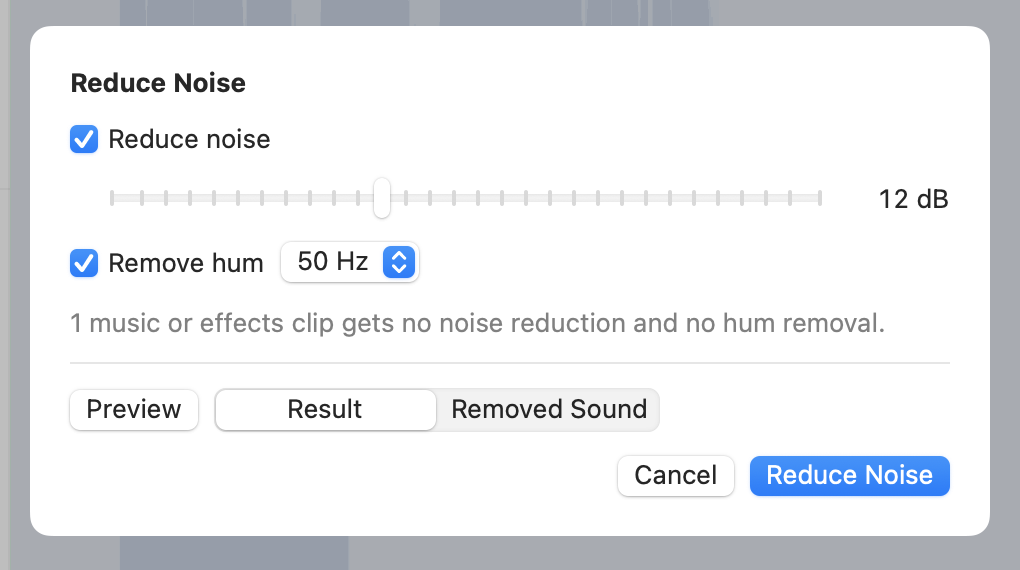 Reduce Noise
Reduce noise
12 dB
Remove hum 50 Hz
1 music or effects clip gets no noise reduction and no hum removal.
Preview Result Removed Sound
Cancel Reduce Noise